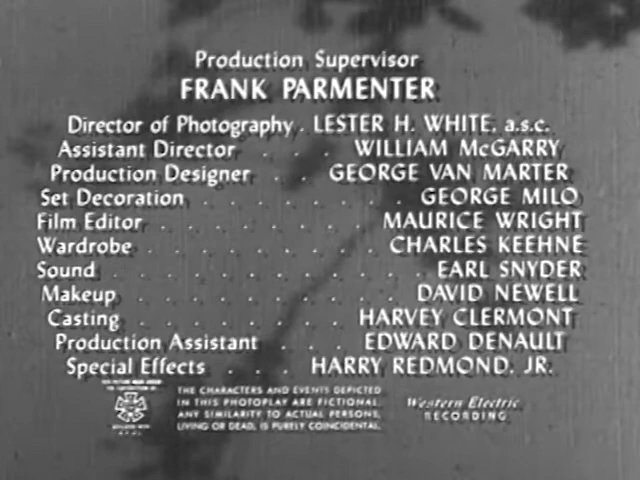 Production Supervisor
FRANK PARMENTER
Director of Photography . LESTER H. WHITE, a.s.c.
Assistant Director . . . WILLIAM McGARRY
Production Designer . . GEORGE VAN MARTER
Set Decoration . . . . . . . . GEORGE MILO
Film Editor . . . . . . . . MAURICE WRIGHT
Wardrobe . . . . . . . . CHARLES KEEHNE
Sound . . . . . . . . . . . EARL SNYDER
Makeup . . . . . . . . . . DAVID NEWELL
Casting . . . . . . . . HARVEY CLERMONT
Production Assistant . . . EDWARD DENAULT
Special Effects . . . HARRY REDMOND, JR.
THE CHARACTERS AND EVENTS DEPICTED
IN THIS PHOTOPLAY ARE FICTIONAL.
ANY SIMILARITY TO ACTUAL PERSONS,
LIVING OR DEAD, IS PURELY COINCIDENTAL.
Western Electric
RECORDING